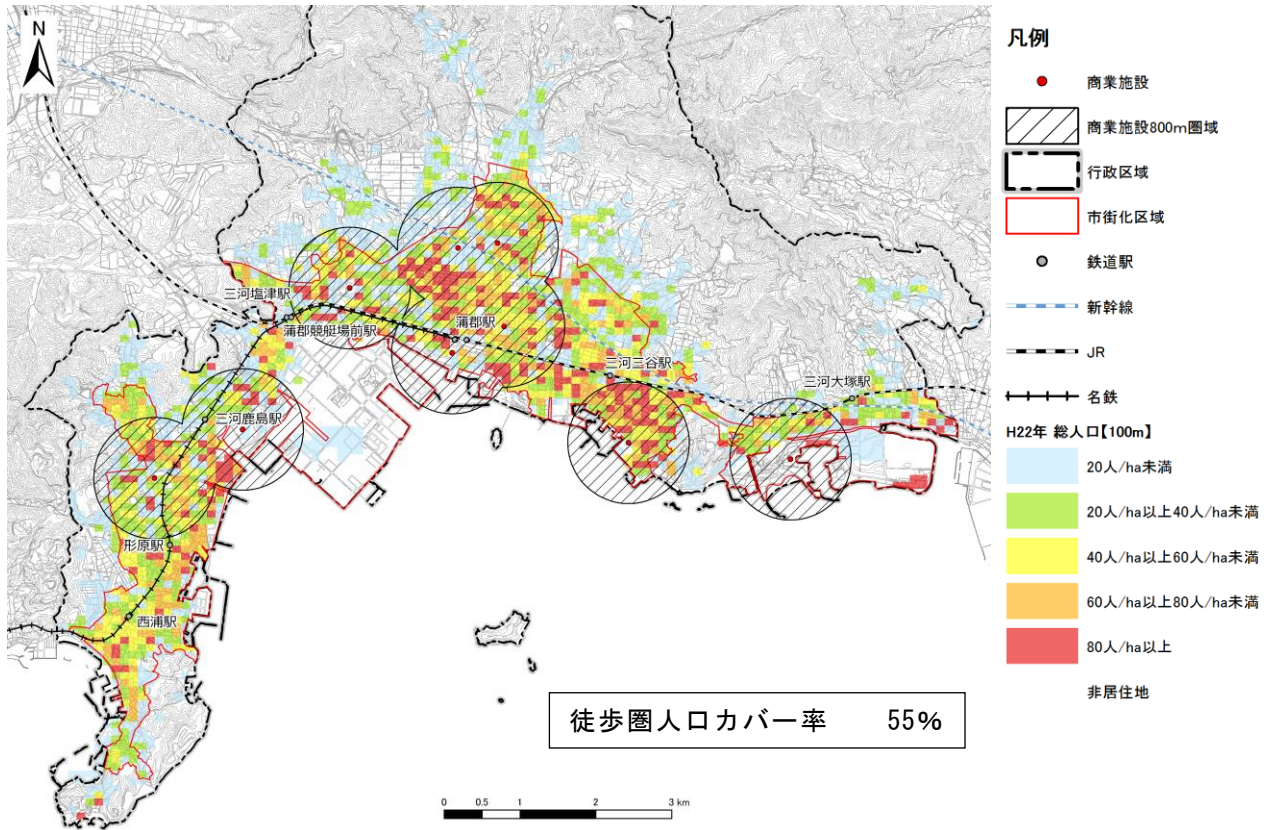 N
三河塩津駅
蒲郡競艇場前駅
蒲郡駅
三河三谷駅
三河大塚駅
三河鹿島駅
形原駅
西浦駅
徒歩圏人口カバー率 55%
0 0.5 1 2 3 km
凡例
商業施設
商業施設800m圏域
行政区域
市街化区域
鉄道駅
新幹線
JR
名鉄
H22年 総人口【100m】
20人/ha未満
20人/ha以上40人/ha未満
40人/ha以上60人/ha未満
60人/ha以上80人/ha未満
80人/ha以上
非居住地